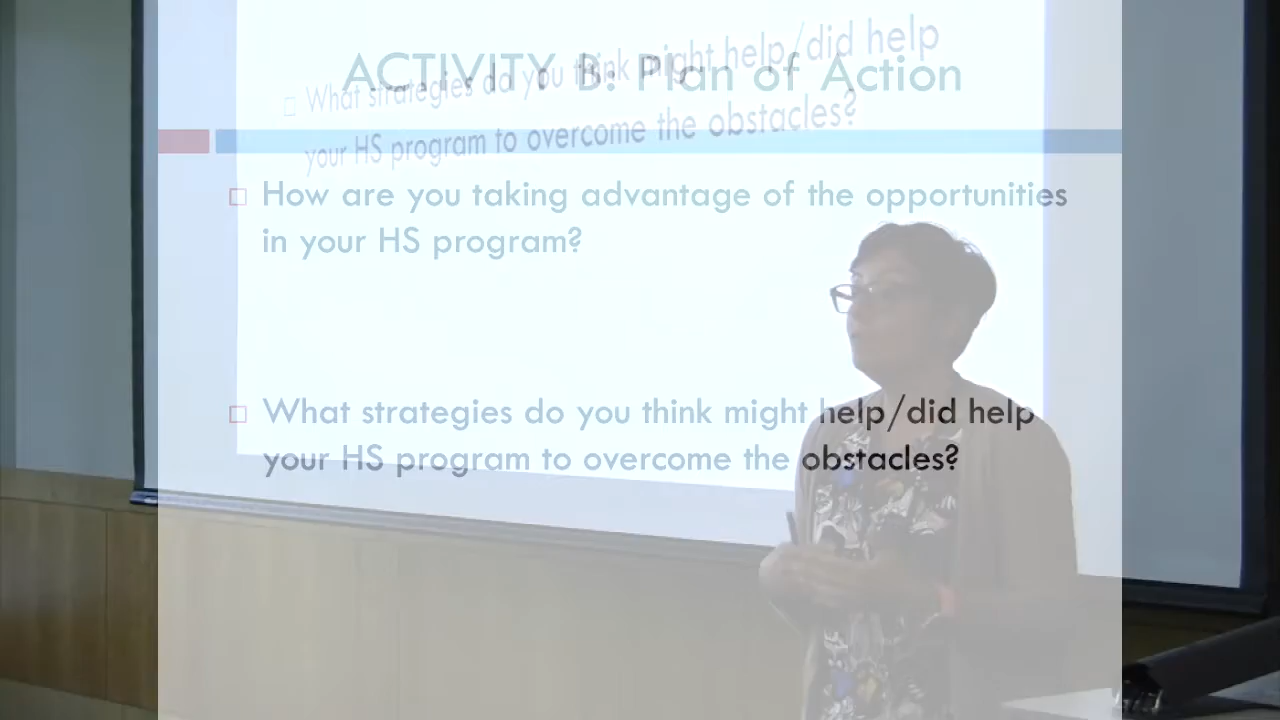 ACTIVITY B: Plan of Action
What strategies do you think might help/did help
your HS program to overcome the obstacles?
How are you taking advantage of the opportunities
in your HS program?
What strategies do you think might help/did help
your HS program to overcome the obstacles?